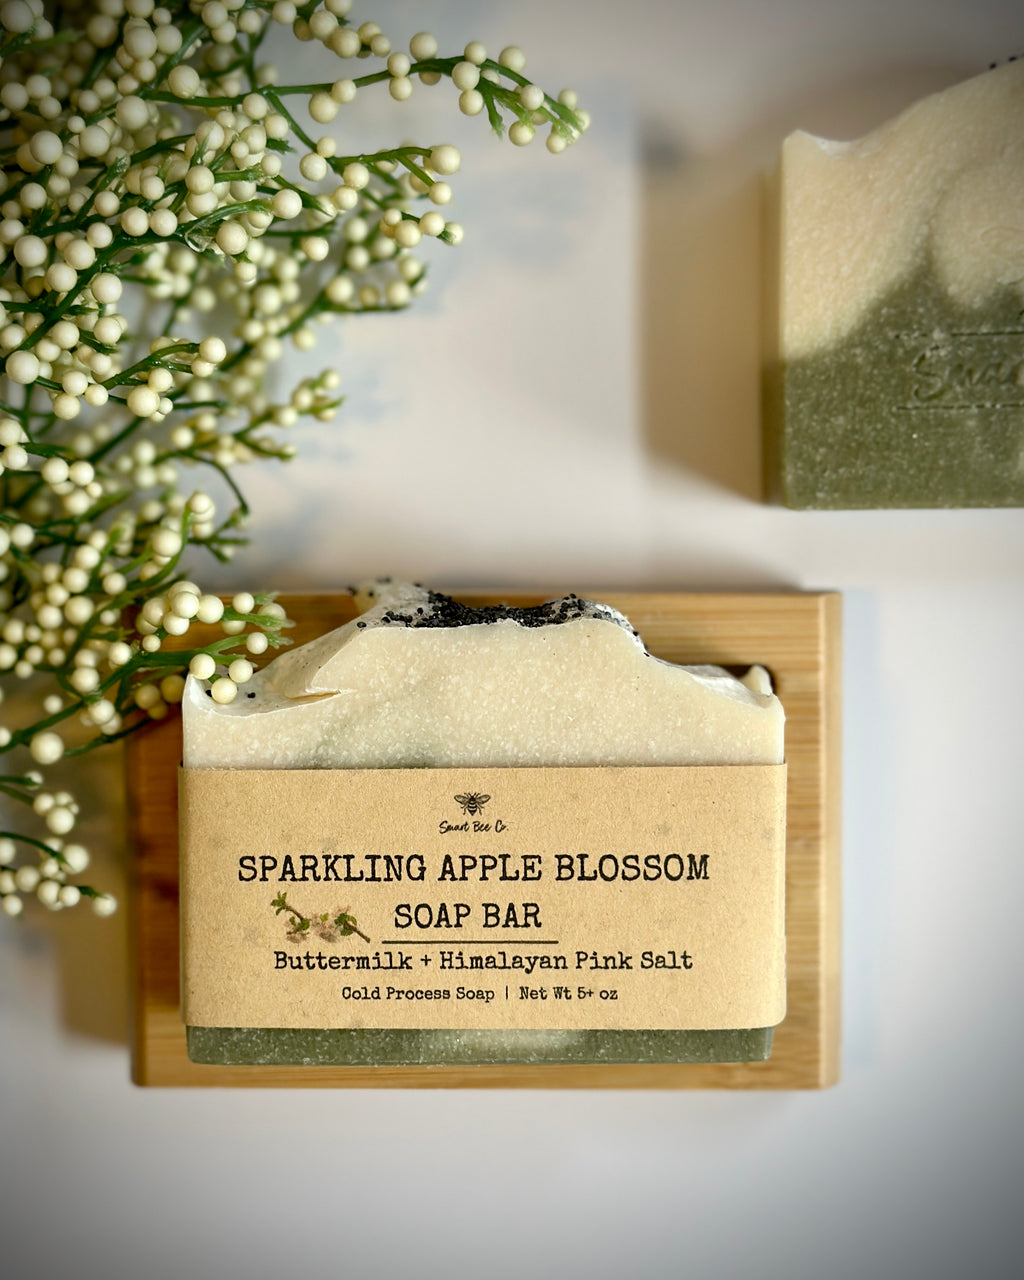 Smart Bee Co.
SPARKLING APPLE BLOSSOM
SOAP BAR
Buttermilk + Himalayan Pink Salt
Cold Process Soap | Net Wt 5+ oz